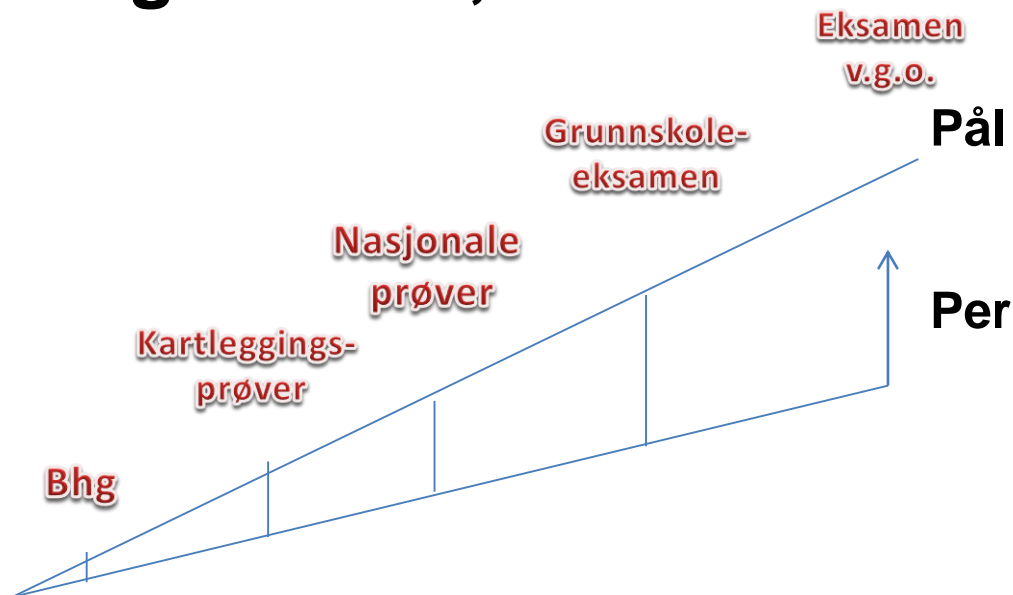 Eksamen
v.g.o.
Pål
Grunnskole-
eksamen
Nasjonale
prøver
Per
Kartleggings-
prøver
Bhg